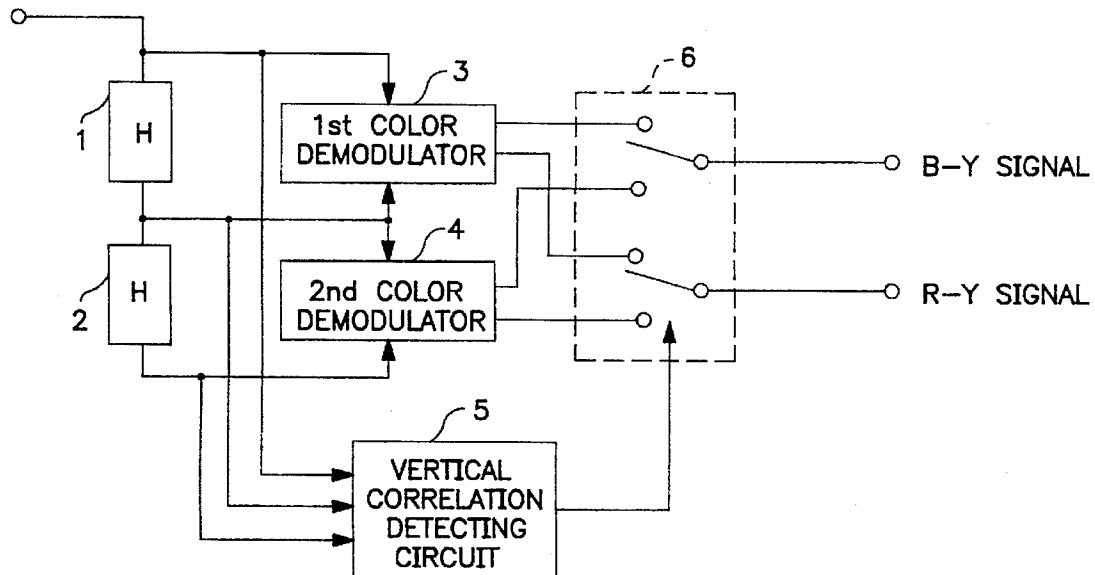 3
6
1
H
1st COLOR
DEMODULATOR
B-Y SIGNAL
4
2
H
2nd COLOR
DEMODULATOR
R-Y SIGNAL
5
VERTICAL
CORRELATION
DETECTING
CIRCUIT